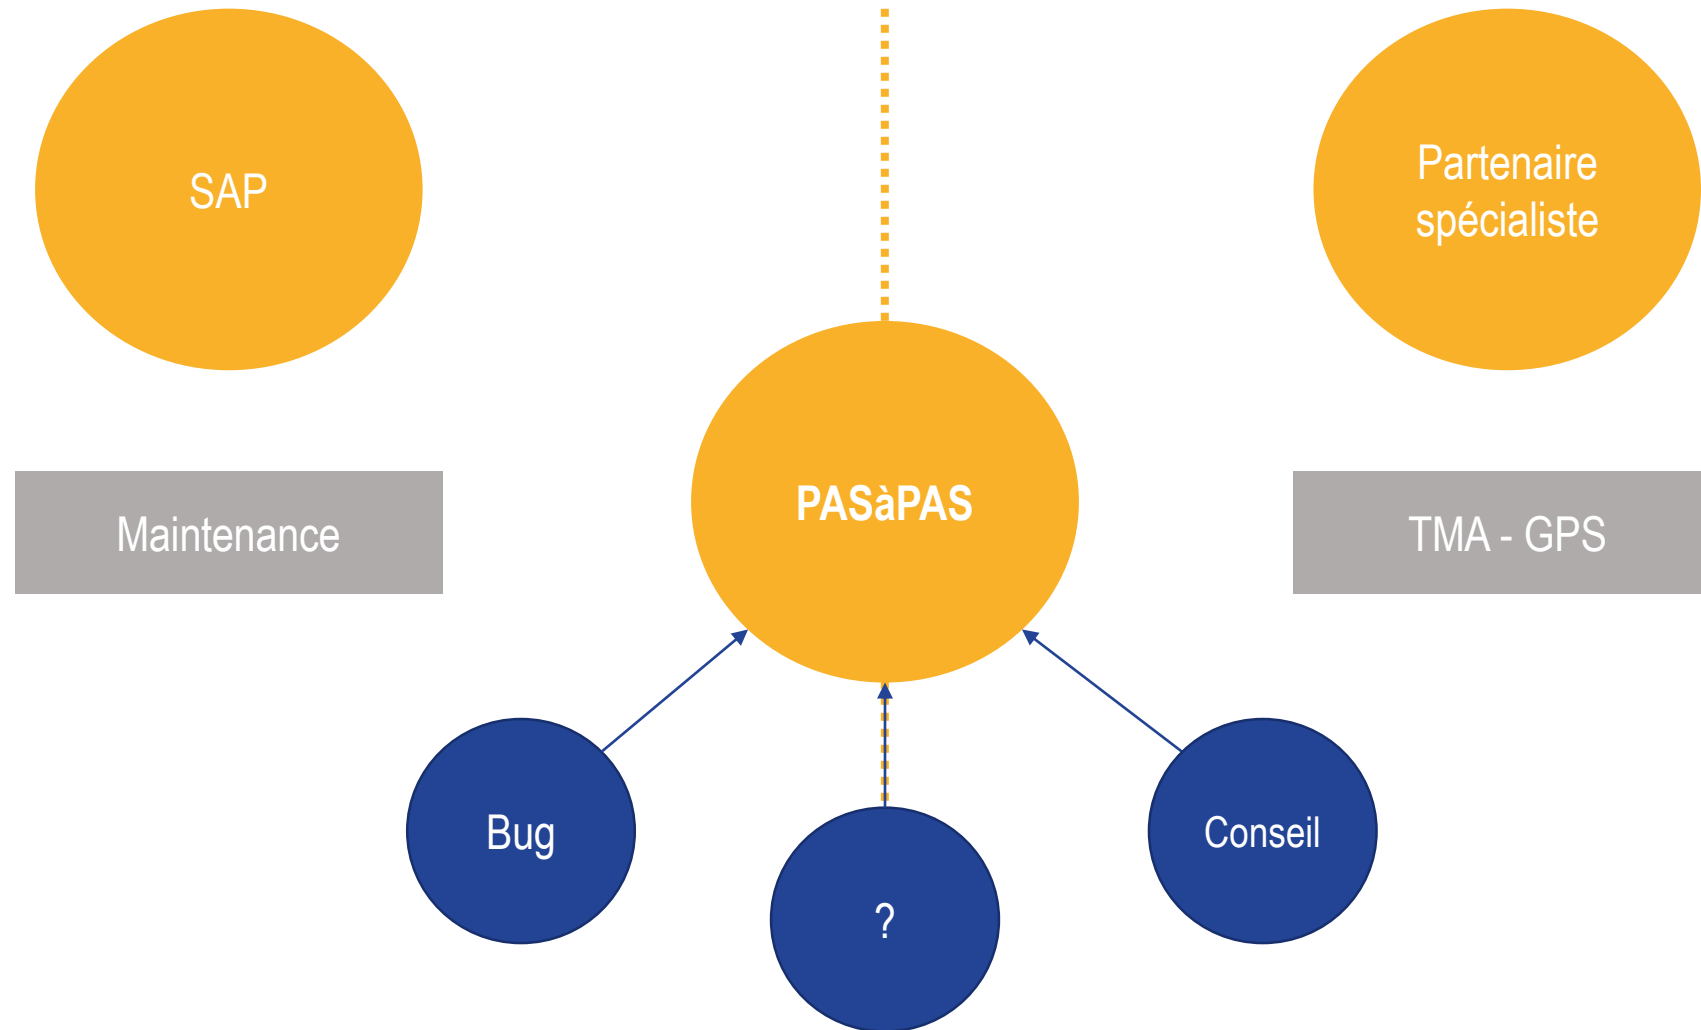 SAP
Partenaire
spécialiste
PASàPAS
Maintenance
TMA - GPS
Bug
?
Conseil